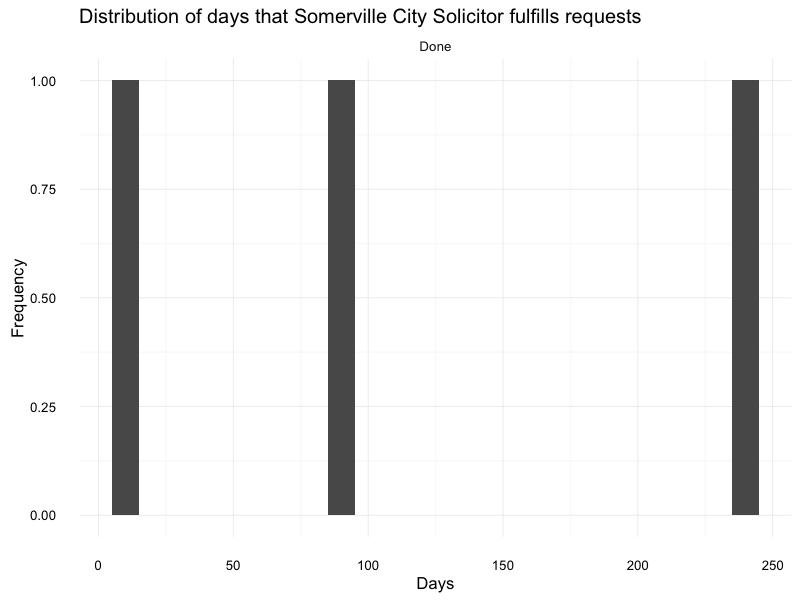 Distribution of days that Somerville City Solicitor fulfills requests
Done
1.00
0.75
0.50
0.25
0.00
Frequency
0 50 100 150 200 250
Days